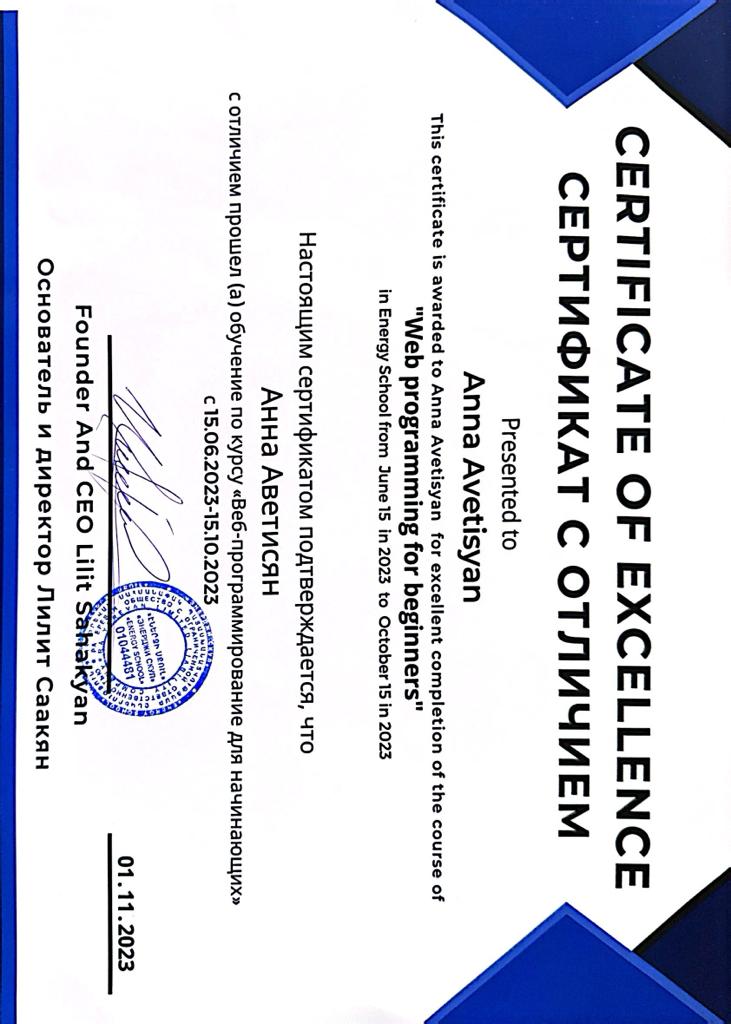 CERTIFICATE OF EXCELLENCE
СЕРТИФИКАТ С ОТЛИЧИЕМ
Presented to
Anna Avetisyan
This certificate is awarded to Anna Avetisyan for excellent completion of the course of
"Web programming for beginners"
in Energy School from June 15 in 2023 to October 15 in 2023
Настоящим сертификатом подтверждается, что
Анна Аветисян
с отличием прошел (а) обучение по курсу «Веб-программирование для начинающих»
с 15.06.2023-15.10.2023
«ЭНЕРДЖИ СКУЛ»
«ENERGY SCHOOL»
01044481
01.11.2023
Founder And CEO Lilit Sahakyan
Основатель и директор Лилит Саакян